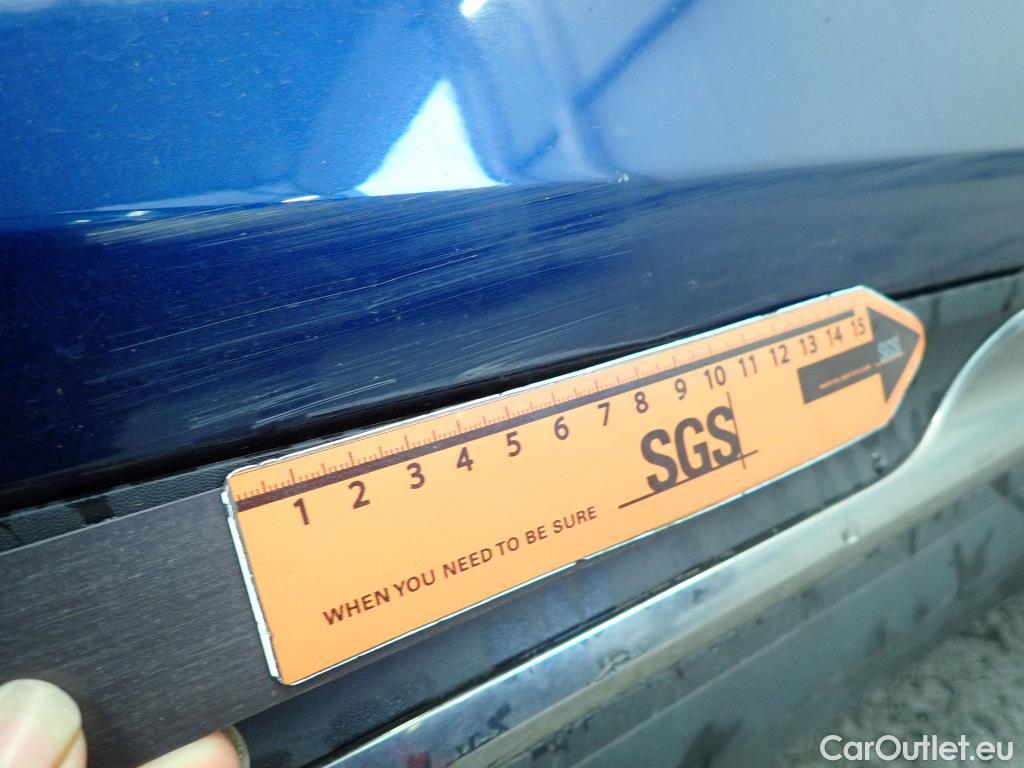 1 2 3 4 5 6 7 8 9 10 11 12 13 14 15
SGS
SGS
WHEN YOU NEED TO BE SURE
CarOutlet.eu